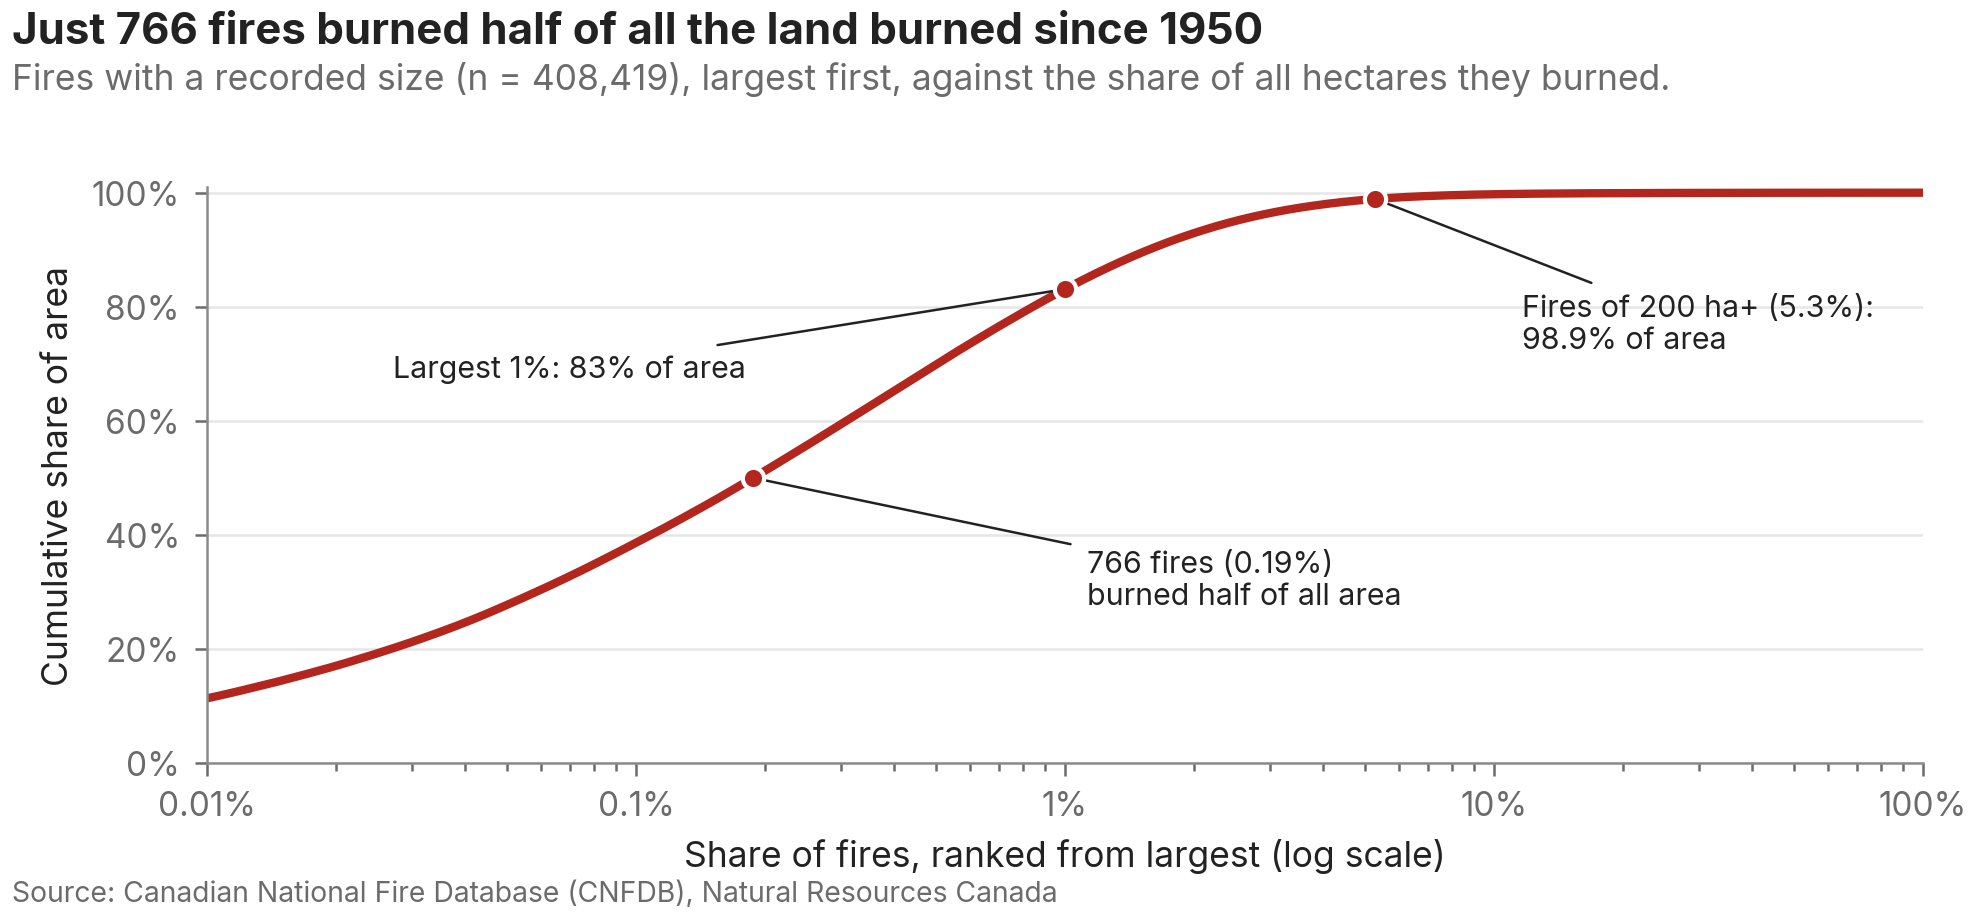 Just 766 fires burned half of all the land burned since 1950
Fires with a recorded size (n = 408,419), largest first, against the share of all hectares they burned.
100%
80%
60%
40%
20%
0%
Cumulative share of area
Fires of 200 ha+ (5.3%):
98.9% of area
Largest 1%: 83% of area
766 fires (0.19%)
burned half of all area
0.01%
0.1%
1%
10%
100%
Share of fires, ranked from largest (log scale)
Source: Canadian National Fire Database (CNFDB), Natural Resources Canada